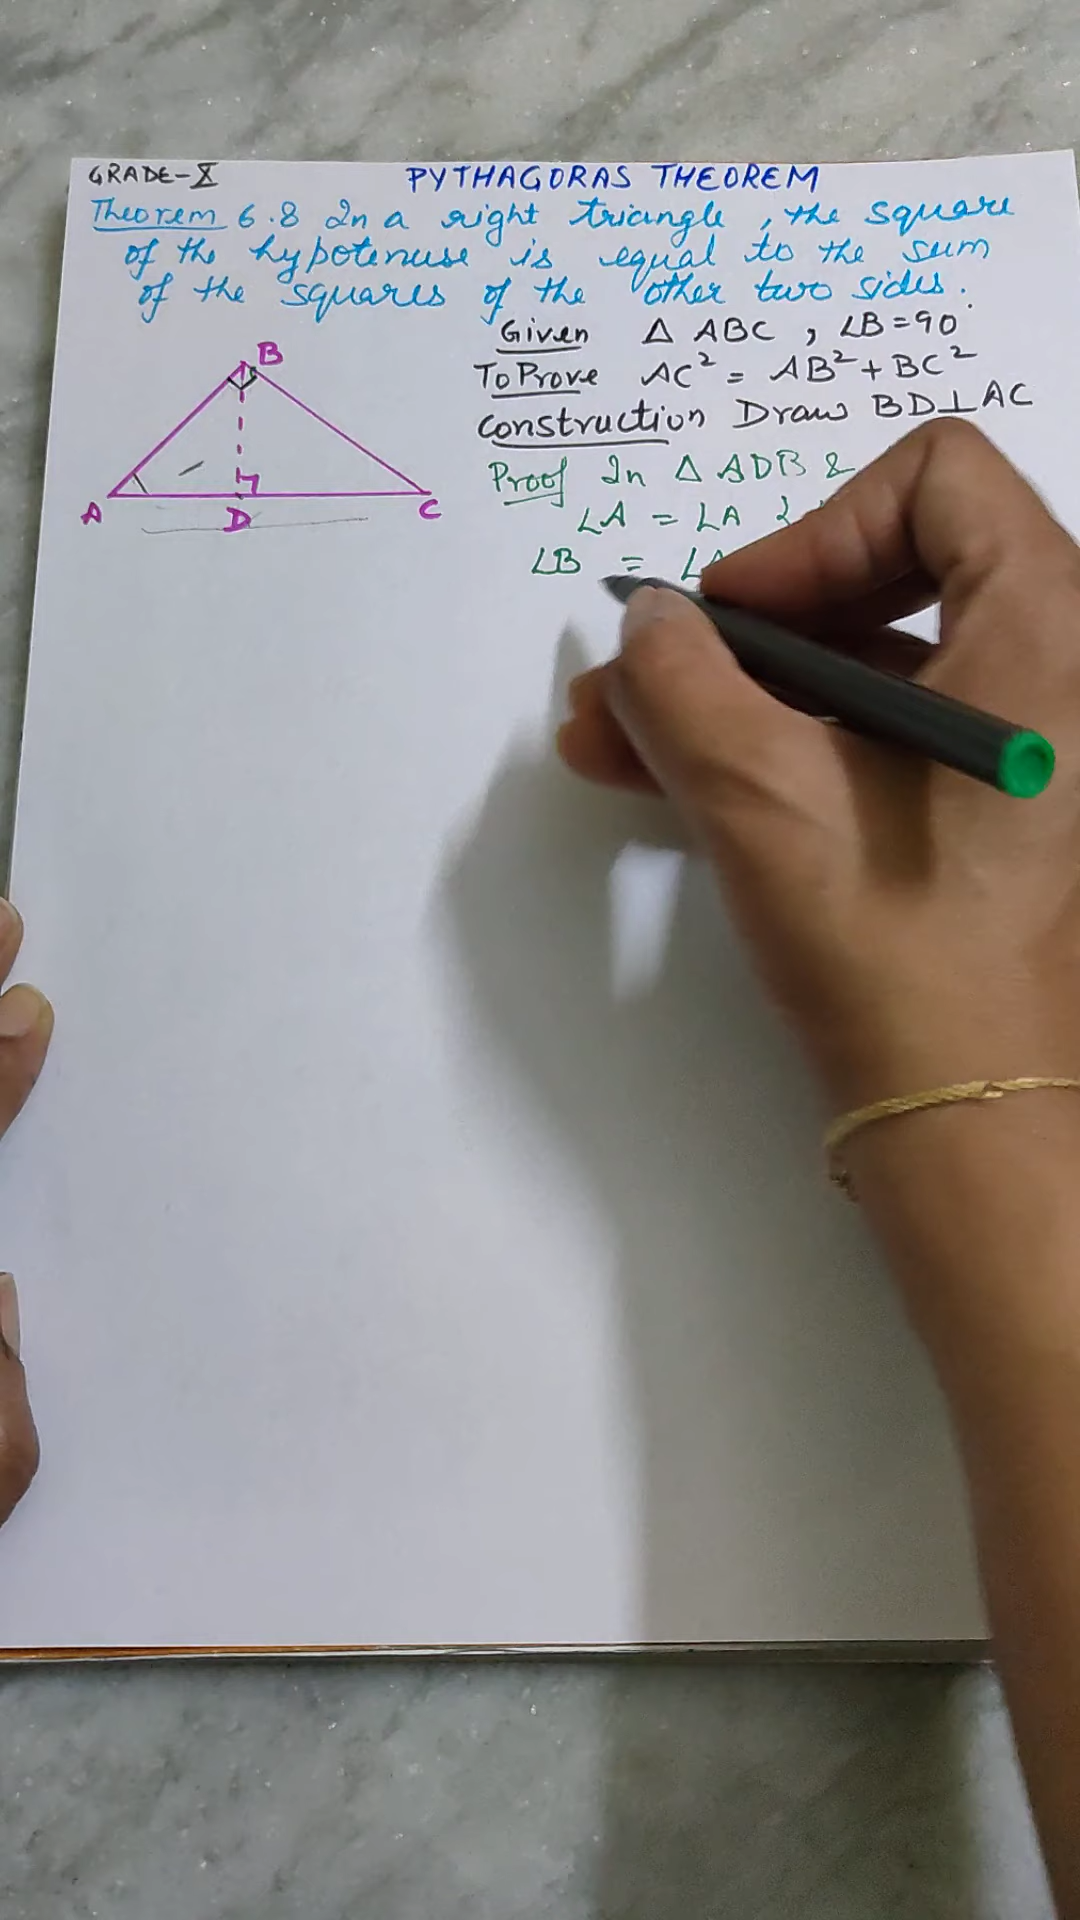 GRADE-X PYTHAGORAS THEOREM
Theorem 6.8 In a right triangle, the square
of the hypotenuse is equal to the sum
of the squares of the other two sides.
Given Δ ABC, ∠B=90°
To Prove AC² = AB² + BC²
Construction Draw BD⊥AC
Proof In Δ ADB &
∠A = ∠A {
∠B = ∠A
B
A
D
C